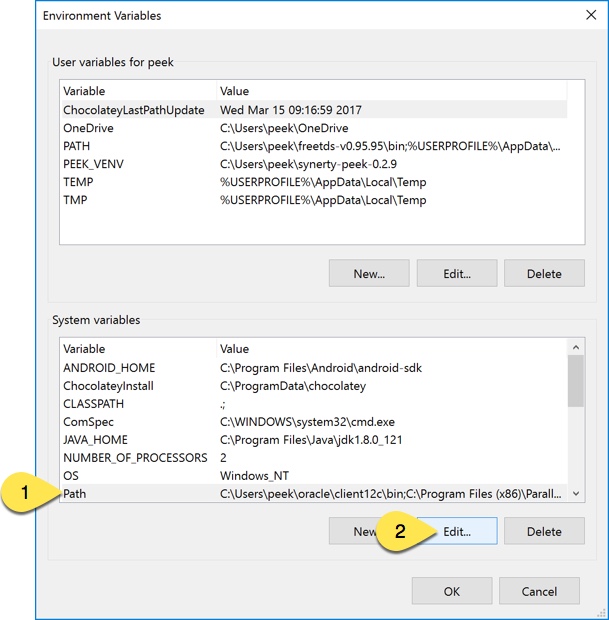 Environment Variables
User variables for peek
Variable Value
ChocolateyLastPathUpdate Wed Mar 15 09:16:59 2017
OneDrive C:\Users\peek\OneDrive
PATH C:\Users\peek\freetds-v0.95.95\bin;%USERPROFILE%\AppData\...
PEEK_VENV C:\Users\peek\synerty-peek-0.2.9
TEMP %USERPROFILE%\AppData\Local\Temp
TMP %USERPROFILE%\AppData\Local\Temp
New... Edit... Delete
System variables
Variable Value
ANDROID_HOME C:\Program Files\Android\android-sdk
ChocolateyInstall C:\ProgramData\chocolatey
CLASSPATH .;
ComSpec C:\WINDOWS\system32\cmd.exe
JAVA_HOME C:\Program Files\Java\jdk1.8.0_121
NUMBER_OF_PROCESSORS 2
OS Windows_NT
1 Path C:\Users\peek\oracle\client12c\bin;C:\Program Files (x86)\Parall...
New 2 Edit... Delete
OK Cancel